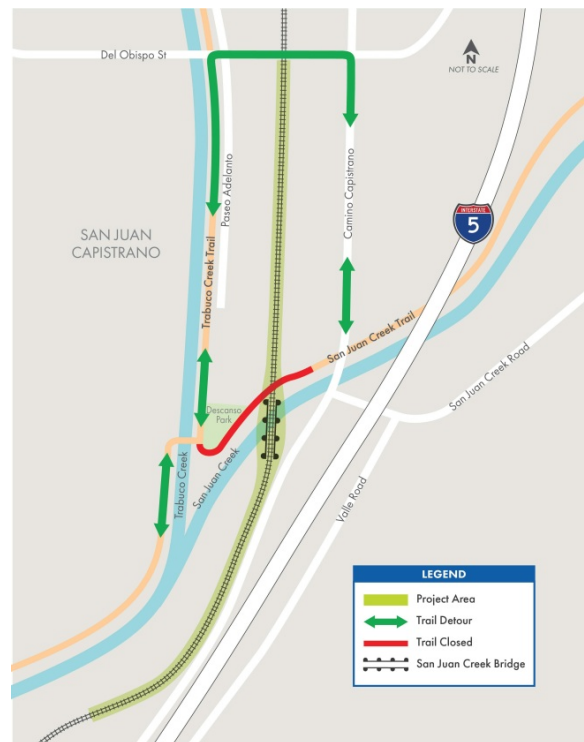 Del Obispo St
N
NOT TO SCALE
Paseo Adelanto
Camino Capistrano
INTERSTATE
5
SAN JUAN
CAPISTRANO
Trabuco Creek Trail
San Juan Creek Trail
San Juan Creek Road
Descanso
Park
San Juan Creek
Trabuco Creek
Valle Road
LEGEND
Project Area
Trail Detour
Trail Closed
San Juan Creek Bridge